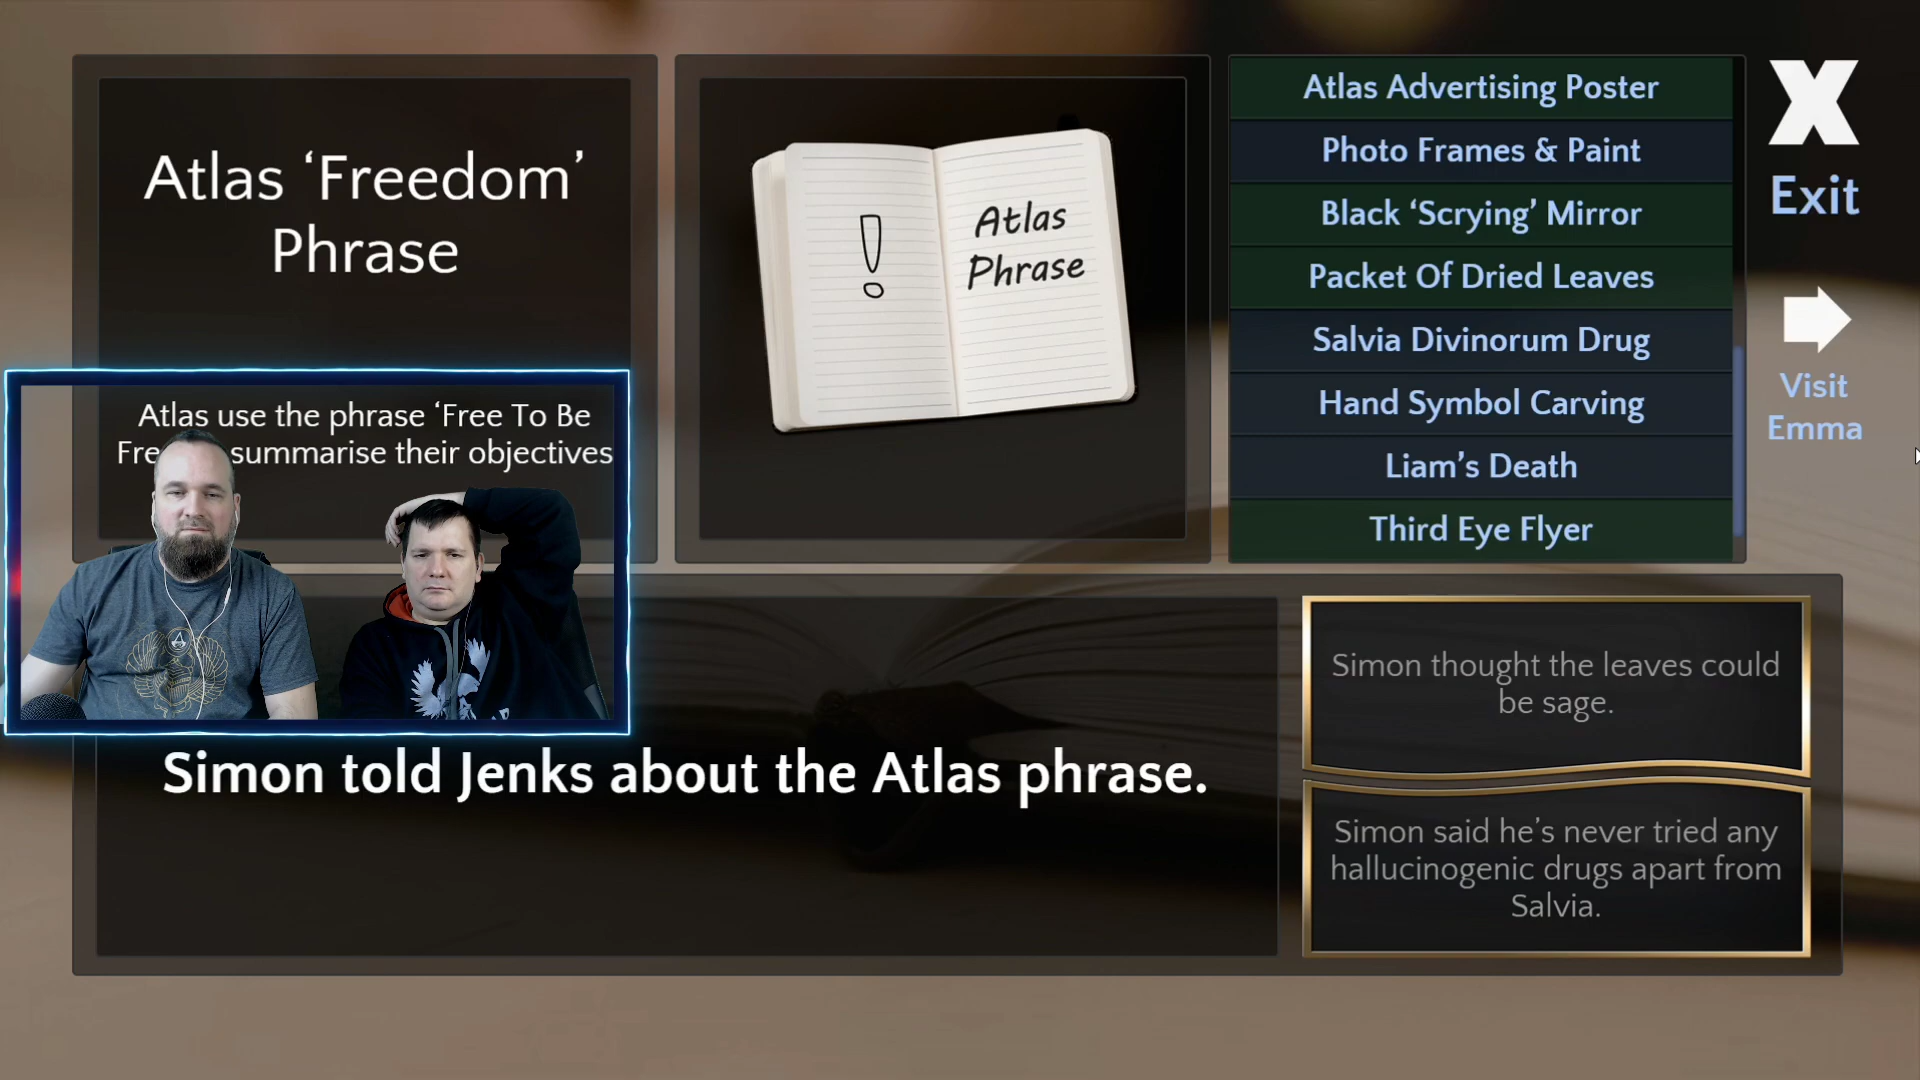 Atlas ‘Freedom’
Phrase
Atlas use the phrase ‘Free To Be
summarise their objectives
!
Atlas
Phrase
Atlas Advertising Poster
Photo Frames & Paint
Black ‘Scrying’ Mirror
Packet Of Dried Leaves
Salvia Divinorum Drug
Hand Symbol Carving
Liam’s Death
Third Eye Flyer
X
Exit
Visit
Emma
Simon told Jenks about the Atlas phrase.
Simon thought the leaves could
be sage.
Simon said he’s never tried any
hallucinogenic drugs apart from
Salvia.